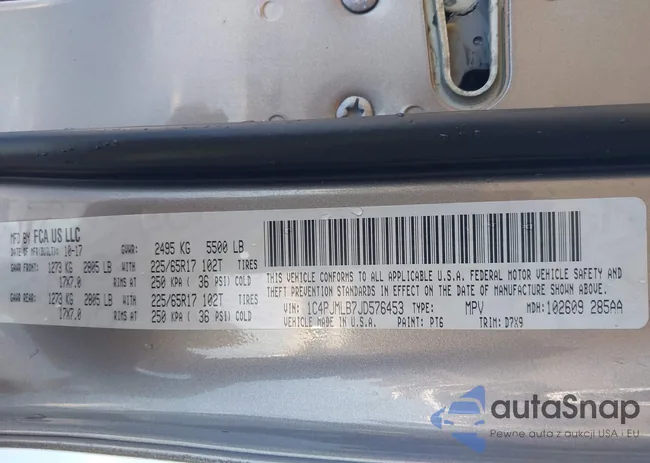 MFD BY FCA US LLC
DATE OF MFR(BUILT): 10-17 GVWR: 2495 KG 5500 LB
GAWR FRONT: 1273 KG 2805 LB WITH 225/65R17 102T TIRES
17X7.0 RIMS AT 250 KPA ( 36 PSI) COLD
GAWR REAR: 1273 KG 2805 LB WITH 225/65R17 102T TIRES
17X7.0 RIMS AT 250 KPA ( 36 PSI) COLD
THIS VEHICLE CONFORMS TO ALL APPLICABLE U.S.A. FEDERAL MOTOR VEHICLE SAFETY AND
THEFT PREVENTION STANDARDS IN EFFECT ON THE DATE OF MANUFACTURE SHOWN ABOVE.
VIN: 1C4PJMLB7JD576453 TYPE: MPV MDH: 102609 285AA
VEHICLE MADE IN U.S.A. PAINT: PT6 TRIM: D7X9
autaSnap
Pewne auta z aukcji USA i EU